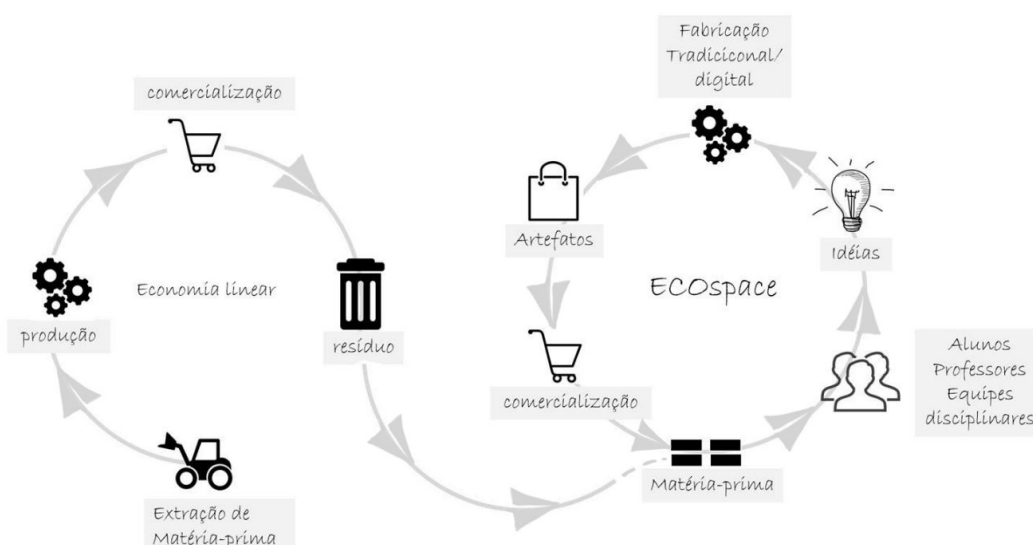 comercialização
produção
Economia linear
resíduo
Extração de
Matéria-prima
Fabricação
Tradiciconal/
digital
Artefatos
Idéias
ECOspace
comercialização
Alunos
Professores
Equipes
disciplinares
Matéria-prima